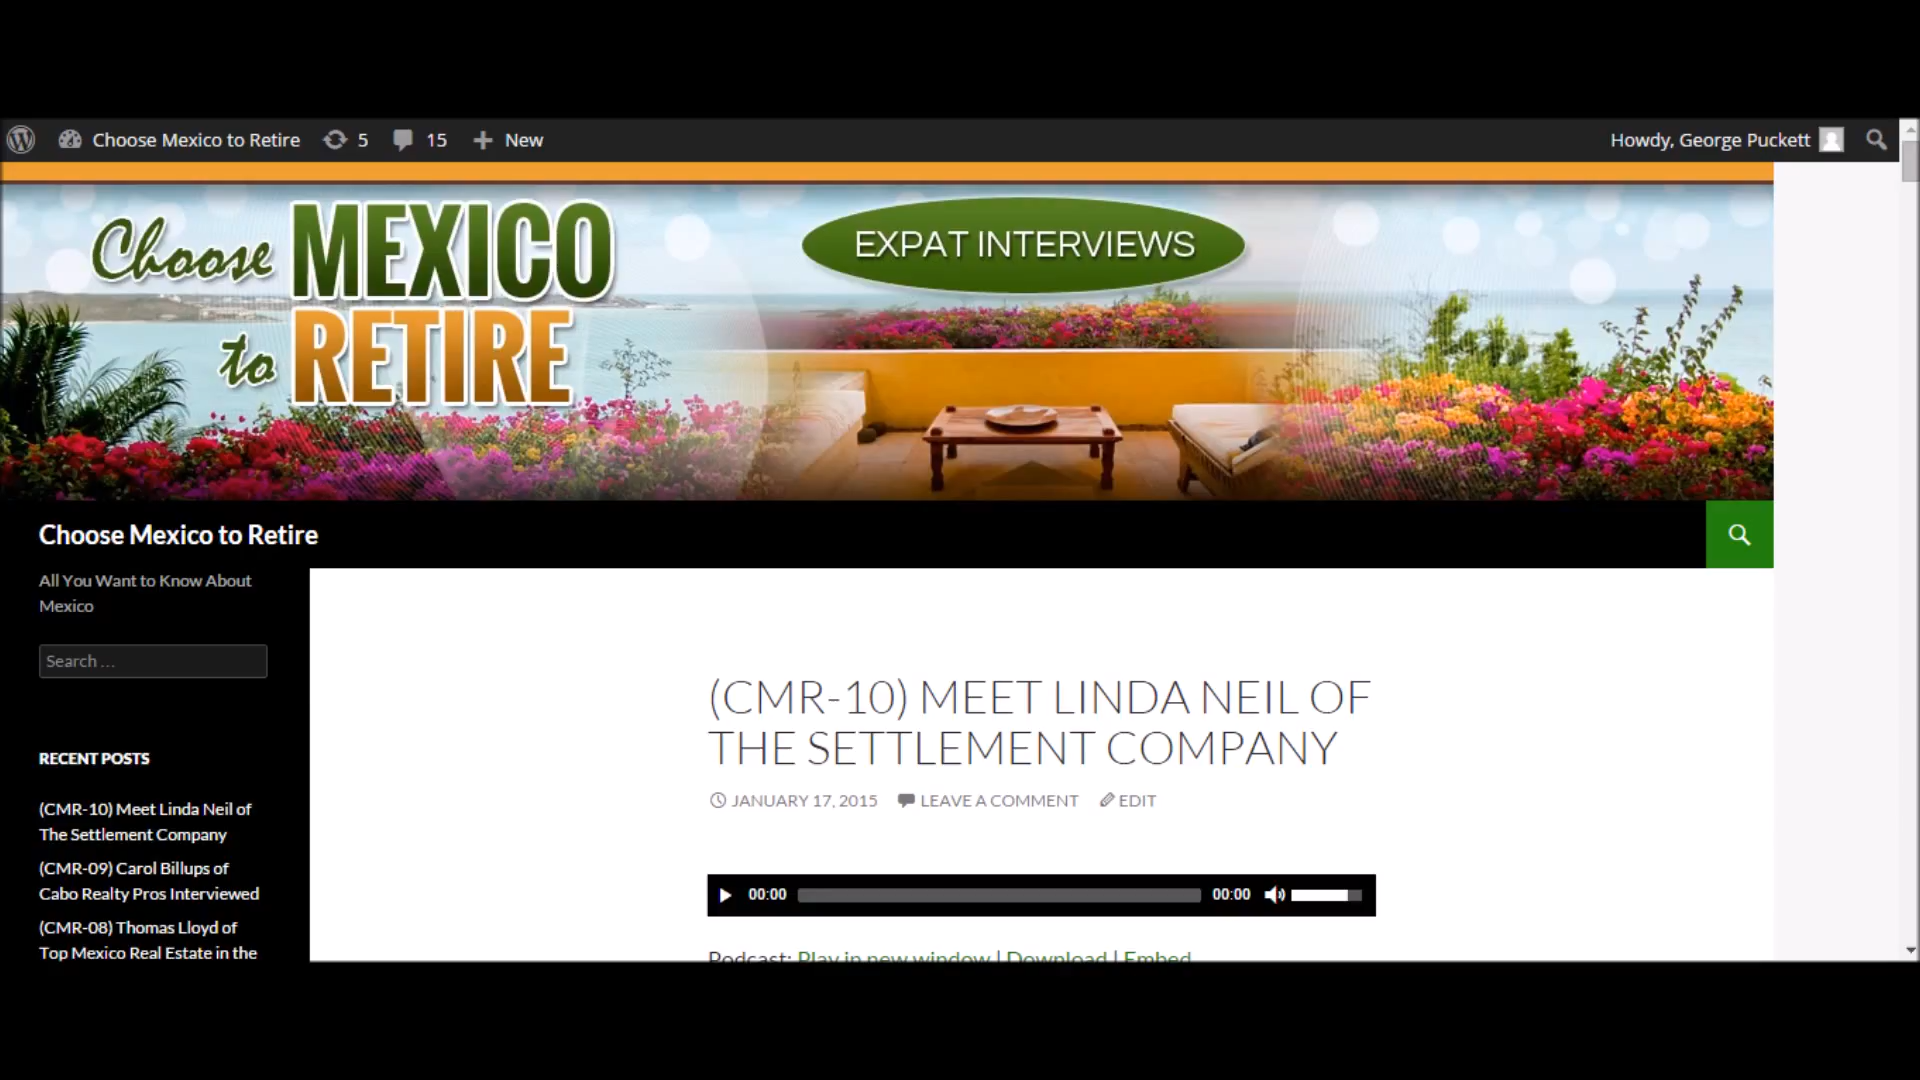 Choose Mexico to Retire 5 15 New Howdy, George Puckett
Choose MEXICO
to RETIRE
EXPAT INTERVIEWS
Choose Mexico to Retire
All You Want to Know About
Mexico
Search ...
RECENT POSTS
(CMR-10) Meet Linda Neil of
The Settlement Company
(CMR-09) Carol Billups of
Cabo Realty Pros Interviewed
(CMR-08) Thomas Lloyd of
Top Mexico Real Estate in the
(CMR-10) MEET LINDA NEIL OF
THE SETTLEMENT COMPANY
JANUARY 17, 2015 LEAVE A COMMENT EDIT
00:00 00:00
Podcast: Play in new window | Download | Embed